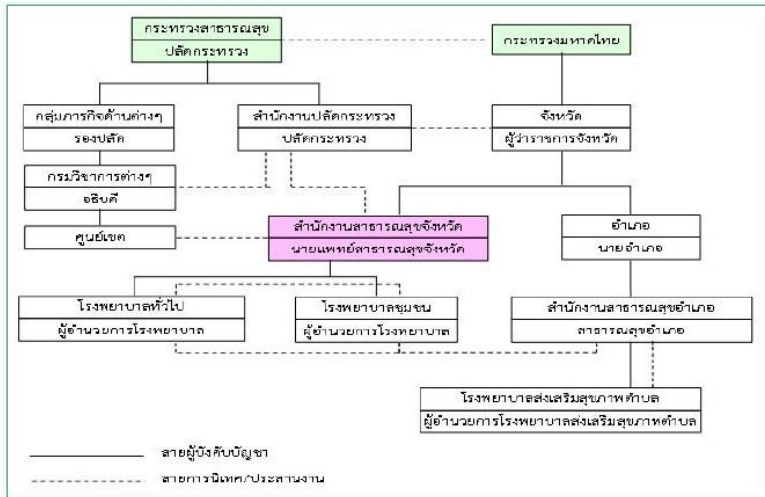 กระทรวงสาธารณสุข
ปลัดกระทรวง
กระทรวงมหาดไทย
กลุ่มภารกิจด้านต่างๆ
รองปลัด
สำนักงานปลัดกระทรวง
ปลัดกระทรวง
จังหวัด
ผู้ว่าราชการจังหวัด
กรมวิชาการต่างๆ
อธิบดี
ศูนย์เขต
สำนักงานสาธารณสุขจังหวัด
นายแพทย์สาธารณสุขจังหวัด
อำเภอ
นายอำเภอ
โรงพยาบาลทั่วไป
ผู้อำนวยการโรงพยาบาล
โรงพยาบาลชุมชน
ผู้อำนวยการโรงพยาบาล
สำนักงานสาธารณสุขอำเภอ
สาธารณสุขอำเภอ
โรงพยาบาลส่งเสริมสุขภาพตำบล
ผู้อำนวยการโรงพยาบาลส่งเสริมสุขภาพตำบล
สายผู้บังคับบัญชา
สายการนิเทศ/ประสานงาน